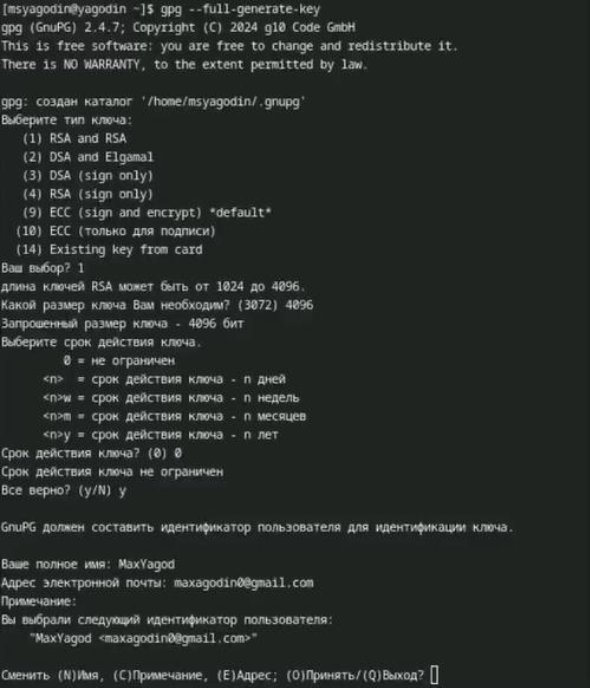 [msyagodin@yagodin ~]$ gpg --full-generate-key
gpg (GnuPG) 2.4.7; Copyright (C) 2024 g10 Code GmbH
This is free software: you are free to change and redistribute it.
There is NO WARRANTY, to the extent permitted by law.
gpg: создан каталог '/home/msyagodin/.gnupg'
Выберите тип ключа:
(1) RSA and RSA
(2) DSA and Elgamal
(3) DSA (sign only)
(4) RSA (sign only)
(9) ECC (sign and encrypt) *default*
(10) ECC (только для подписи)
(14) Existing key from card
Ваш выбор? 1
длина ключей RSA может быть от 1024 до 4096.
Какой размер ключа Вам необходим? (3072) 4096
Запрошенный размер ключа - 4096 бит
Выберите срок действия ключа.
0 = не ограничен
<n> = срок действия ключа - n дней
<n>w = срок действия ключа - n недель
<n>m = срок действия ключа - n месяцев
<n>y = срок действия ключа - n лет
Срок действия ключа? (0) 0
Срок действия ключа не ограничен
Все верно? (y/N) y
GnuPG должен составить идентификатор пользователя для идентификации ключа.
Ваше полное имя: MaxYagod
Адрес электронной почты: maxagodin0@gmail.com
Примечание:
Вы выбрали следующий идентификатор пользователя:
"MaxYagod <maxagodin0@gmail.com>"
Сменить (N)Имя, (C)Примечание, (E)Адрес; (O)Принять/(Q)Выход?